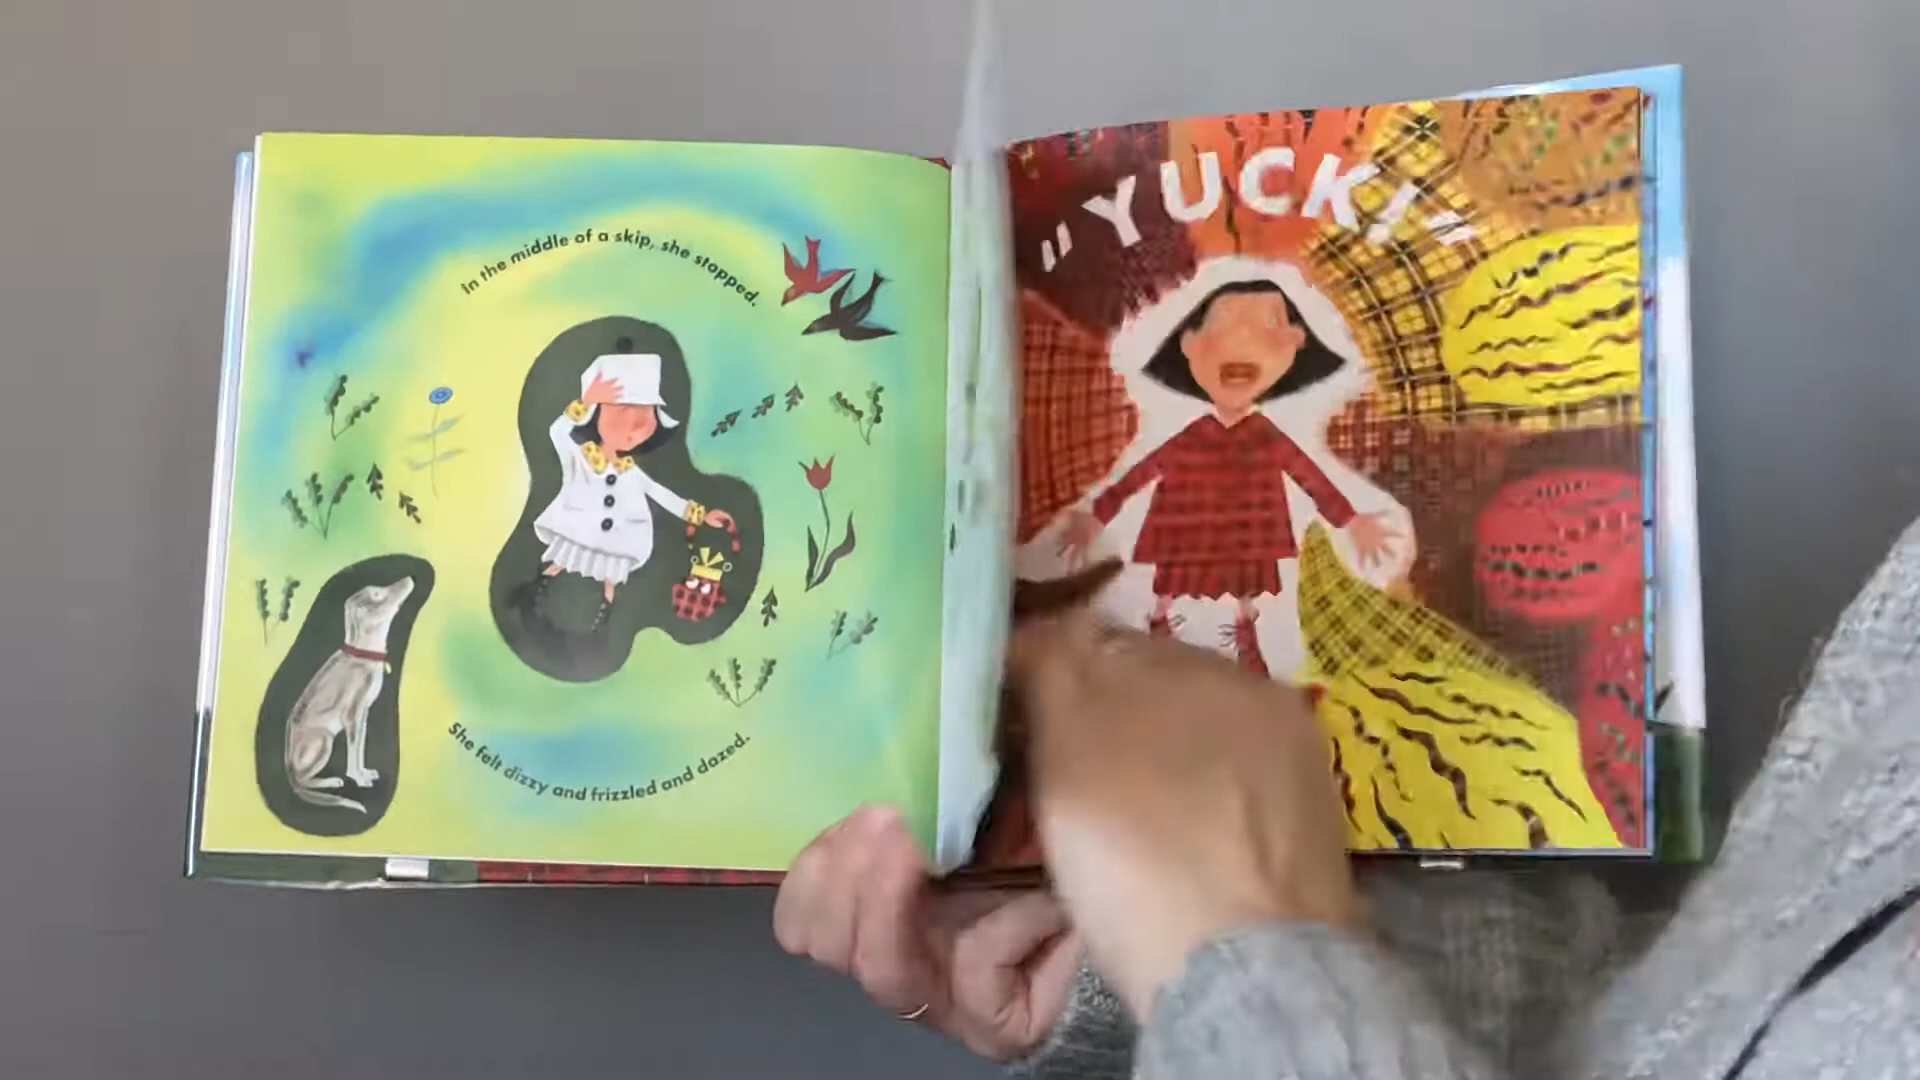 In the middle of a skip, she stopped.
She felt dizzy and frizzled and dazed.
"YUCK!"